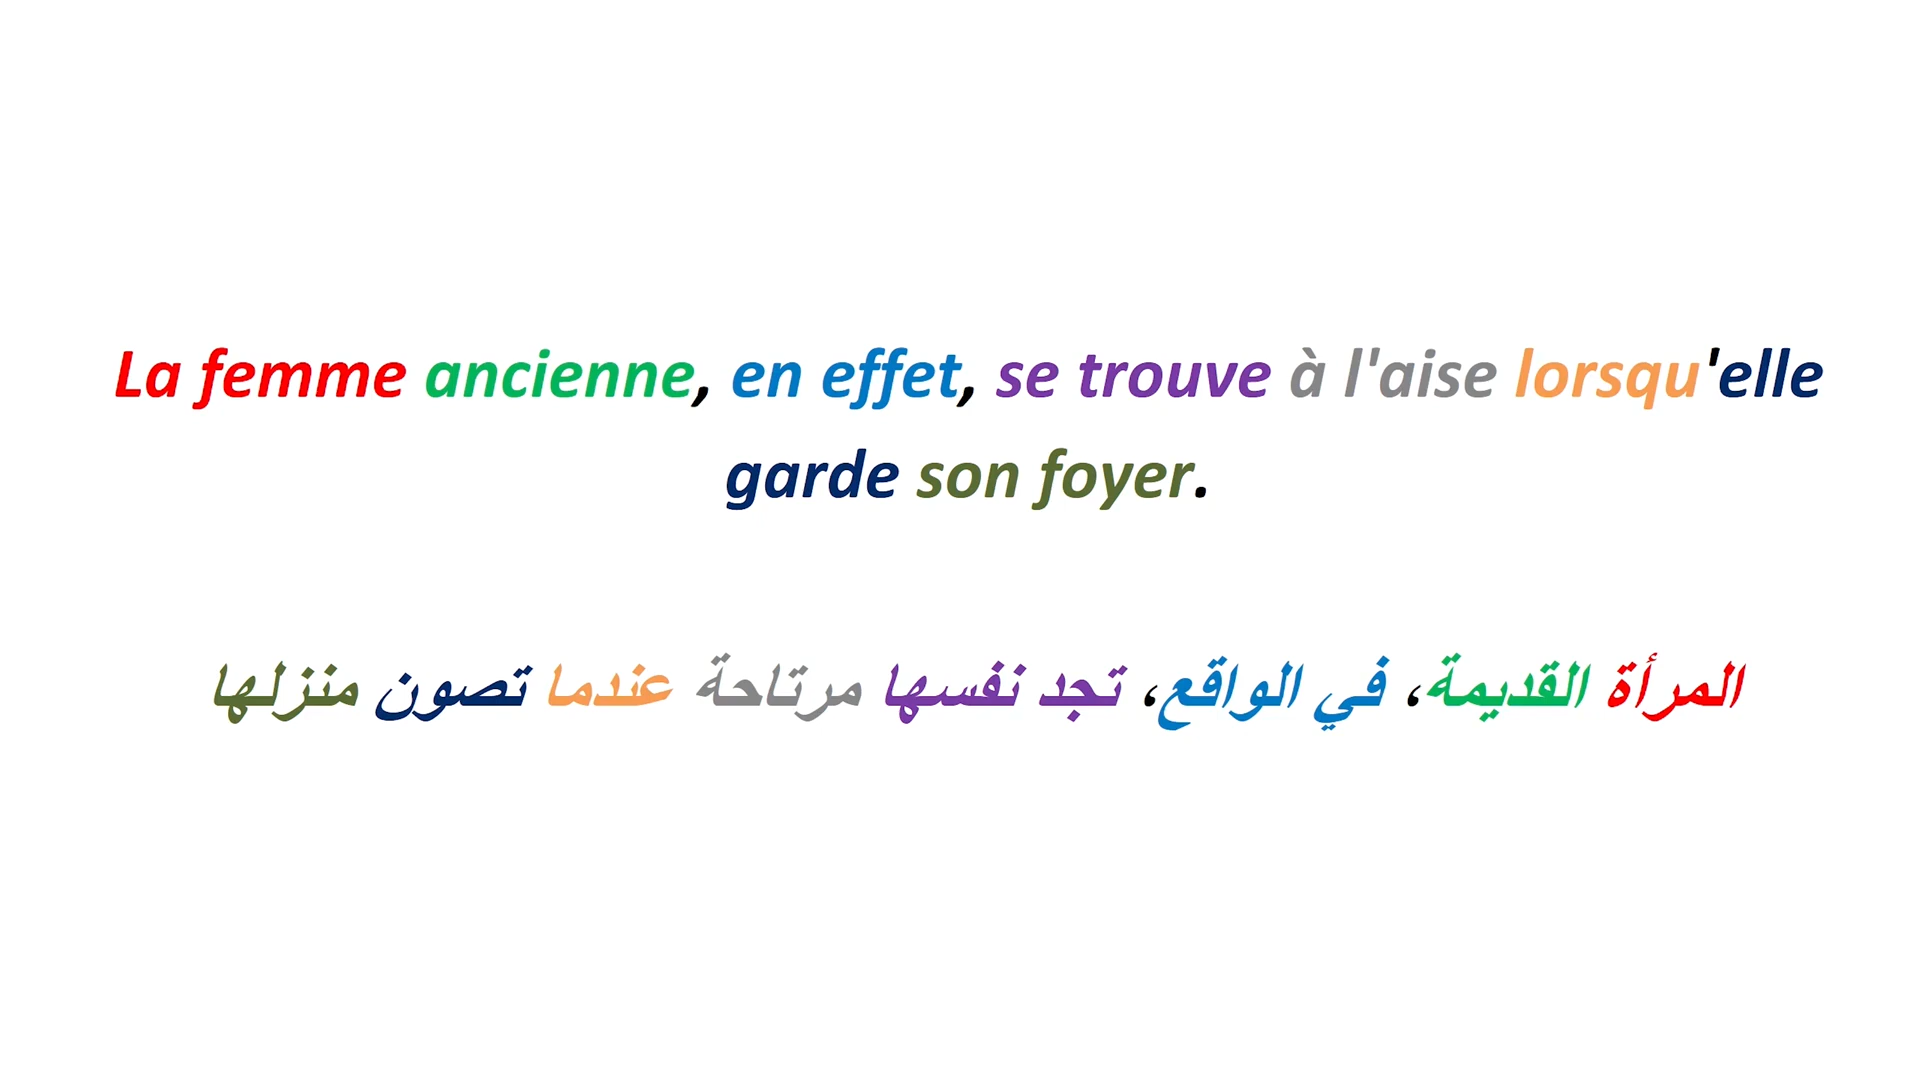 La femme ancienne, en effet, se trouve à l'aise lorsqu'elle
garde son foyer.
المرأة القديمة، في الواقع، تجد نفسها مرتاحة عندما تصون منزلها